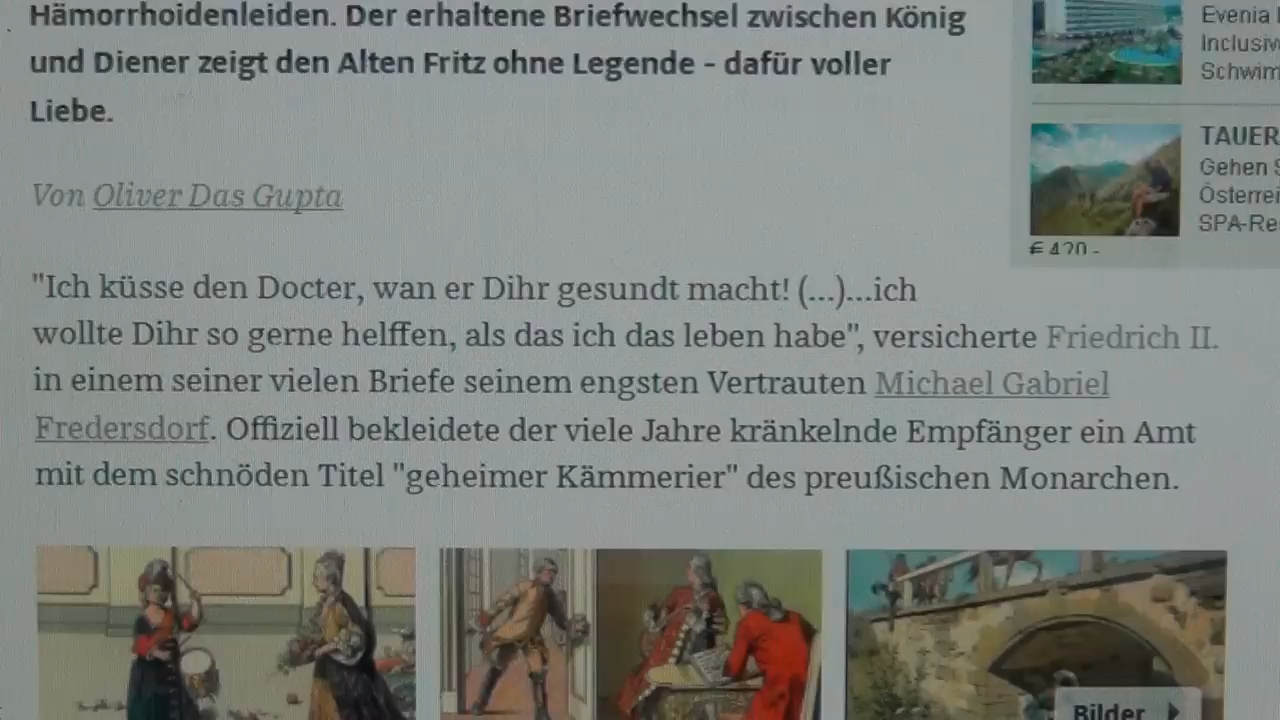 Hämorrhoidenleiden. Der erhaltene Briefwechsel zwischen König
und Diener zeigt den Alten Fritz ohne Legende - dafür voller
Liebe.
Von Oliver Das Gupta
"Ich küsse den Docter, wan er Dihr gesundt macht! (...)...ich
wollte Dihr so gerne helffen, als das ich das leben habe", versicherte Friedrich II.
in einem seiner vielen Briefe seinem engsten Vertrauten Michael Gabriel
Fredersdorf. Offiziell bekleidete der viele Jahre kränkelnde Empfänger ein Amt
mit dem schnöden Titel "geheimer Kämmerier" des preußischen Monarchen.
Bilder
Evenia
Inclusiv
Schwim
TAUER
Gehen S
Österrei
SPA-Re
€ 420,-